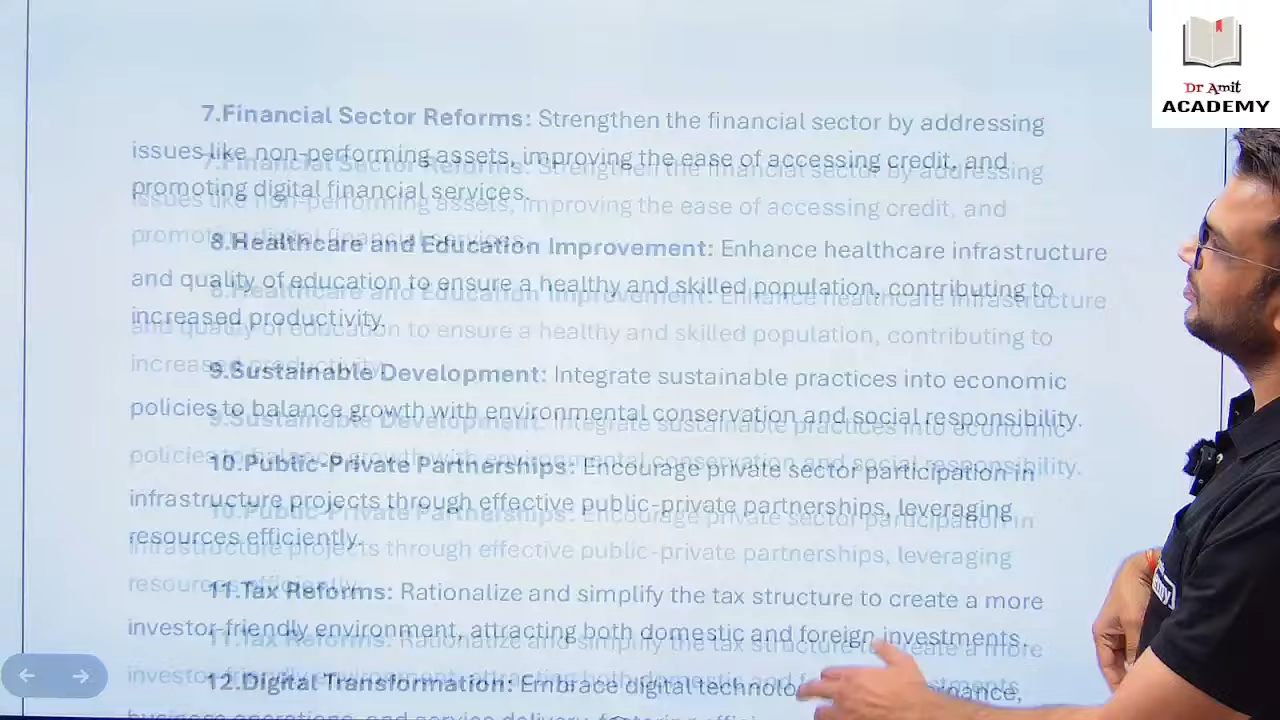 Dr Amit
ACADEMY
7.Financial Sector Reforms: Strengthen the financial sector by addressing
issues like non-performing assets, improving the ease of accessing credit, and
promoting digital financial services.
8.Healthcare and Education Improvement: Enhance healthcare infrastructure
and quality of education to ensure a healthy and skilled population, contributing to
increased productivity.
9.Sustainable Development: Integrate sustainable practices into economic
policies to balance growth with environmental conservation and social responsibility.
10.Public-Private Partnerships: Encourage private sector participation in
infrastructure projects through effective public-private partnerships, leveraging
resources efficiently.
11.Tax Reforms: Rationalize and simplify the tax structure to create a more
investor-friendly environment, attracting both domestic and foreign investments.
12.Digital Transformation: Embrace digital
business operations, and service delivery, fostering